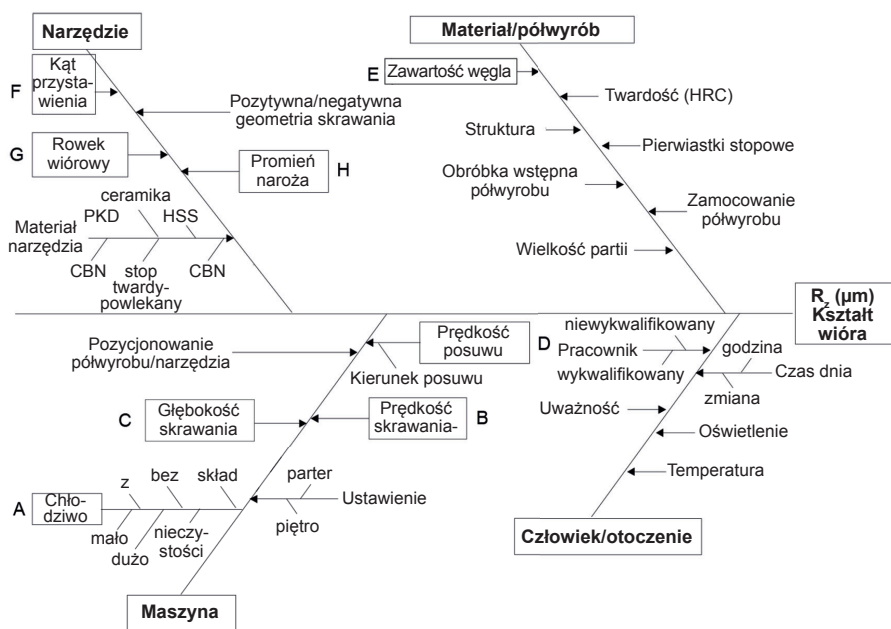 Narzędzie
Kąt
przysta-
wienia
F
Pozytywna/negatywna
geometria skrawania
G
Rowek
wiórowy
Promień
naroża
H
ceramika
PKD
HSS
Materiał
narzędzia
CBN
stop
twardy-
powlekany
CBN
Materiał/półwyrób
E
Zawartość węgla
Twardość (HRC)
Struktura
Pierwiastki stopowe
Obróbka wstępna
półwyrobu
Zamocowanie
półwyrobu
Wielkość partii
Rz (µm)
Kształt
wióra
Pozycjonowanie
półwyrobu/narzędzia
Prędkość
posuwu
Kierunek posuwu
C
Głębokość
skrawania
Prędkość
skrawania-
B
z
bez
skład
parter
Ustawienie
piętro
A
Chło-
dziwo
mało
dużo
nieczy-
stości
Maszyna
niewykwalifikowany
D
Pracownik
wykwalifikowany
godzina
Czas dnia
zmiana
Uważność
Oświetlenie
Temperatura
Człowiek/otoczenie